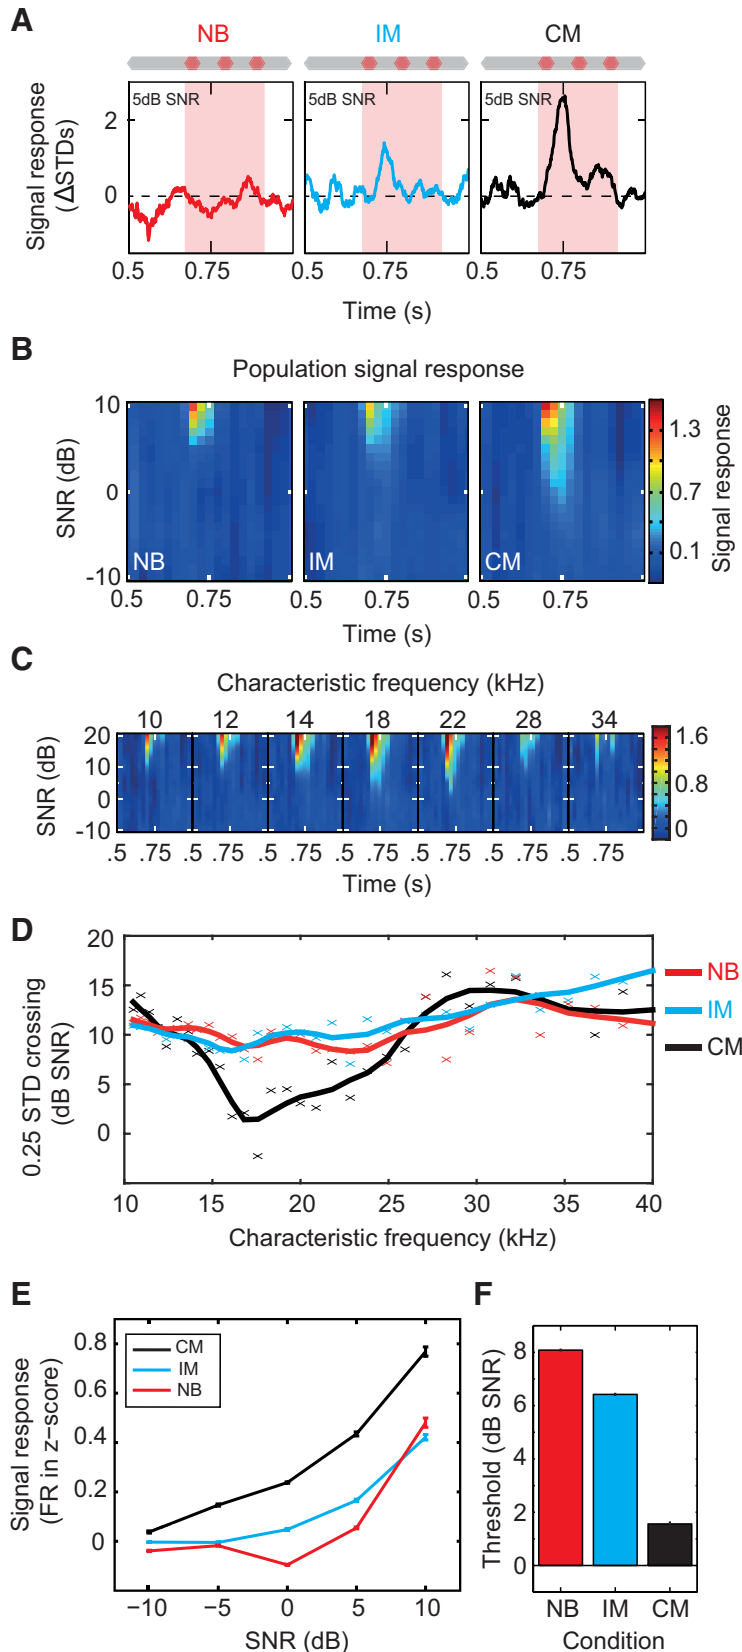 A
NB IM CM
5dB SNR 5dB SNR 5dB SNR
2
0
Signal response
(ΔSTDs)
0.5 0.75 0.5 0.75 0.5 0.75
Time (s)
B
Population signal response
10
0
-10
SNR (dB)
NB IM CM
1.3
0.7
0.1
Signal response
0.5 0.75 0.5 0.75 0.5 0.75
Time (s)
C
Characteristic frequency (kHz)
10 12 14 18 22 28 34
20
10
0
-10
SNR (dB)
1.6
0.8
0
.5 .75 .5 .75 .5 .75 .5 .75 .5 .75 .5 .75 .5 .75
Time (s)
D
20
15
10
5
0
0.25 STD crossing
(dB SNR)
NB
IM
CM
10 15 20 25 30 35 40
Characteristic frequency (kHz)
E
0.8
0.6
0.4
0.2
0
Signal response
(FR in z−score)
CM
IM
NB
−10 −5 0 5 10
SNR (dB)
F
8
6
4
2
0
Threshold (dB SNR)
NB IM CM
Condition